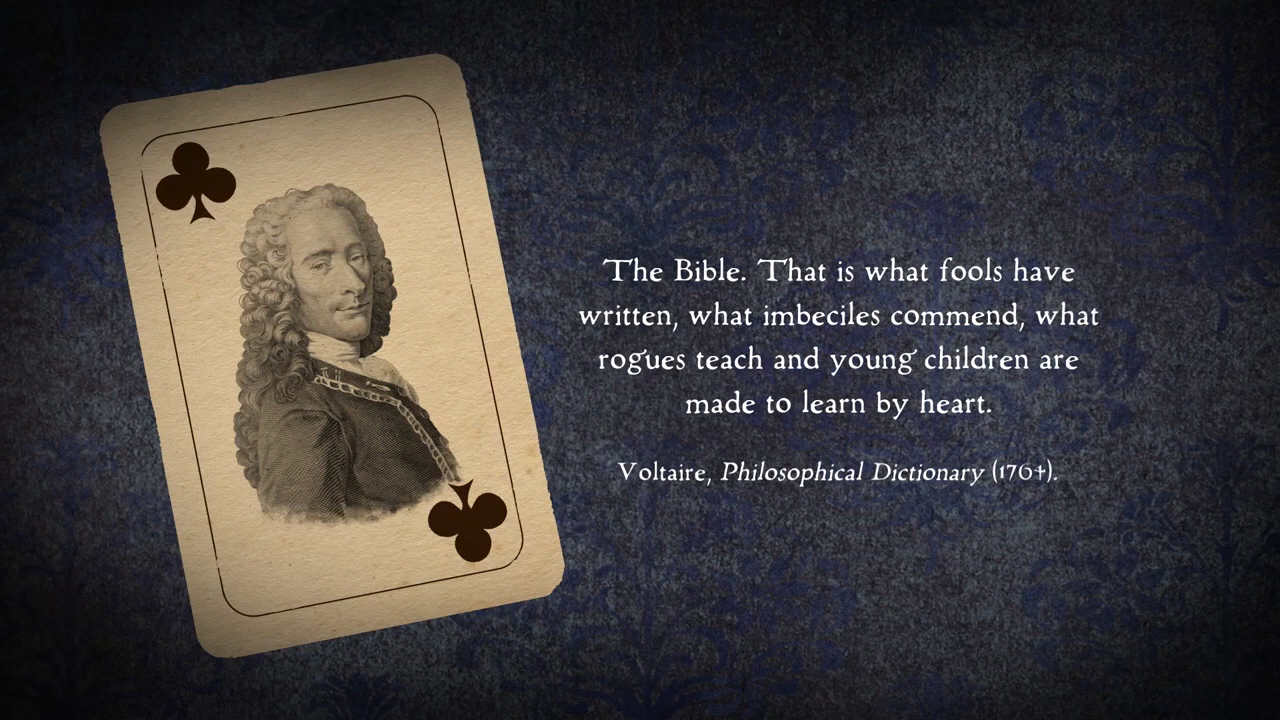 The Bible. That is what fools have
written, what imbeciles commend, what
rogues teach and young children are
made to learn by heart.
Voltaire, Philosophical Dictionary (1764).